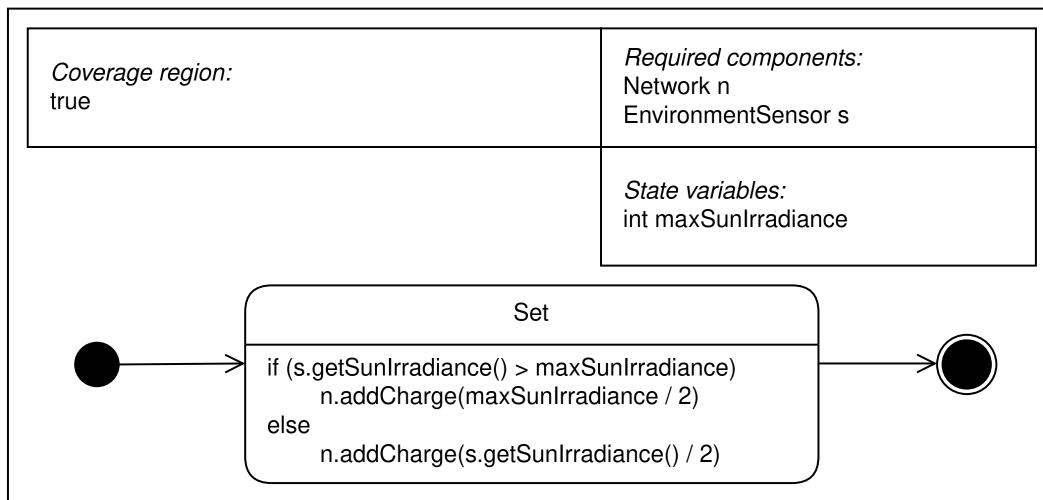 Coverage region:
true
Required components:
Network n
EnvironmentSensor s
State variables:
int maxSunIrradiance
Set
if (s.getSunIrradiance() > maxSunIrradiance)
n.addCharge(maxSunIrradiance / 2)
else
n.addCharge(s.getSunIrradiance() / 2)